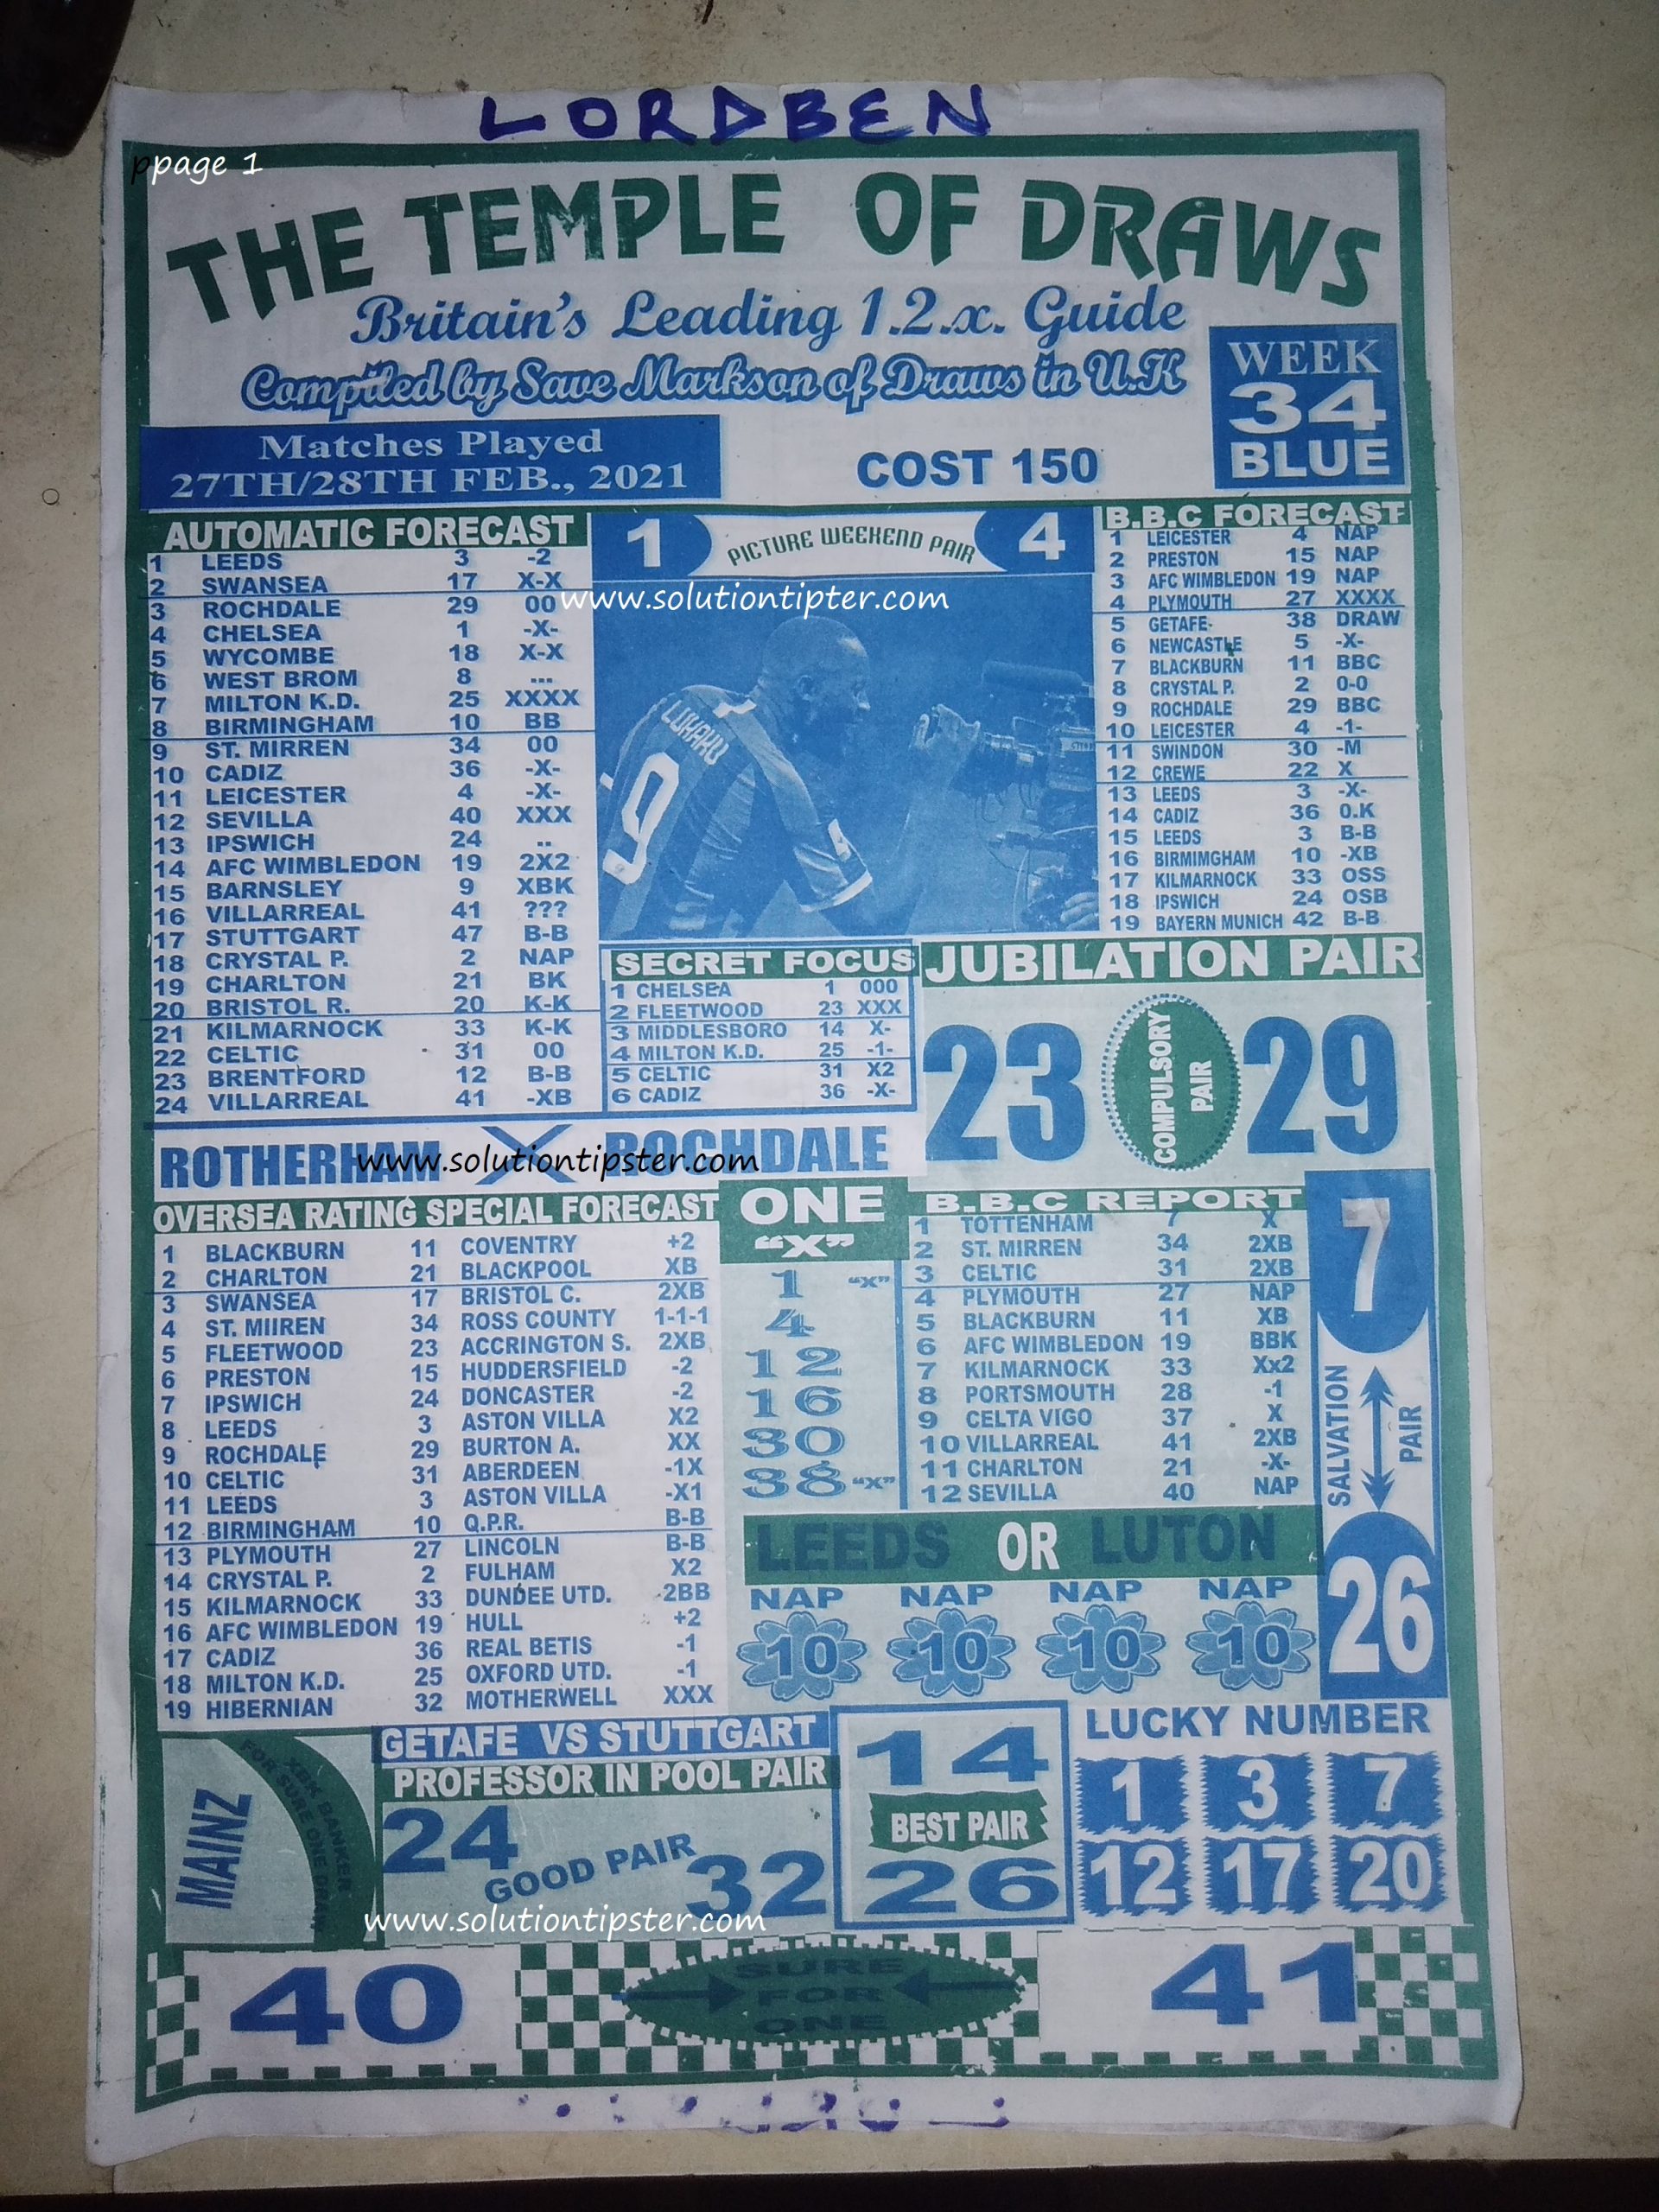 LORDBEN
ppage 1
THE TEMPLE OF DRAWS
Britain's Leading 1.2.x. Guide
Compiled by Save Markson of Draws in U.K
WEEK
34
BLUE
Matches Played
27TH/28TH FEB., 2021
COST 150
AUTOMATIC FORECAST
1 LEEDS 3 -2
2 SWANSEA 17 X-X
3 ROCHDALE 29 00
4 CHELSEA 1 -X-
5 WYCOMBE 18 X-X
6 WEST BROM 8 ...
7 MILTON K.D. 25 XXXX
8 BIRMINGHAM 10 BB
9 ST. MIRREN 34 00
10 CADIZ 36 -X-
11 LEICESTER 4 -X-
12 SEVILLA 40 XXX
13 IPSWICH 24 ..
14 AFC WIMBLEDON 19 2X2
15 BARNSLEY 9 XBK
16 VILLARREAL 41 ???
17 STUTTGART 47 B-B
18 CRYSTAL P. 2 NAP
19 CHARLTON 21 BK
20 BRISTOL R. 20 K-K
21 KILMARNOCK 33 K-K
22 CELTIC 31 00
23 BRENTFORD 12 B-B
24 VILLARREAL 41 -XB
1 PICTURE WEEKEND PAIR 4
www.solutiontipter.com
LUKAKU
9
B.B.C FORECAST
1 LEICESTER 4 NAP
2 PRESTON 15 NAP
3 AFC WIMBLEDON 19 NAP
4 PLYMOUTH 27 XXXX
5 GETAFE- 38 DRAW
6 NEWCASTLE 5 -X-
7 BLACKBURN 11 BBC
8 CRYSTAL P. 2 0-0
9 ROCHDALE 29 BBC
10 LEICESTER 4 -1-
11 SWINDON 30 -M
12 CREWE 22 X
13 LEEDS 3 -X-
14 CADIZ 36 0.K
15 LEEDS 3 B-B
16 BIRMIMGHAM 10 -XB
17 KILMARNOCK 33 OSS
18 IPSWICH 24 OSB
19 BAYERN MUNICH 42 B-B
SECRET FOCUS
1 CHELSEA 1 000
2 FLEETWOOD 23 XXX
3 MIDDLESBORO 14 X-
4 MILTON K.D. 25 -1-
5 CELTIC 31 X2
6 CADIZ 36 -X-
JUBILATION PAIR
23 COMPULSORY PAIR 29
ROTHERHAM X ROCHDALE
www.solutiontipster.com
OVERSEA RATING SPECIAL FORECAST
1 BLACKBURN 11 COVENTRY +2
2 CHARLTON 21 BLACKPOOL XB
3 SWANSEA 17 BRISTOL C. 2XB
4 ST. MIIREN 34 ROSS COUNTY 1-1-1
5 FLEETWOOD 23 ACCRINGTON S. 2XB
6 PRESTON 15 HUDDERSFIELD -2
7 IPSWICH 24 DONCASTER -2
8 LEEDS 3 ASTON VILLA X2
9 ROCHDALE 29 BURTON A. XX
10 CELTIC 31 ABERDEEN -1X
11 LEEDS 3 ASTON VILLA -X1
12 BIRMINGHAM 10 Q.P.R. B-B
13 PLYMOUTH 27 LINCOLN B-B
14 CRYSTAL P. 2 FULHAM X2
15 KILMARNOCK 33 DUNDEE UTD. -2BB
16 AFC WIMBLEDON 19 HULL +2
17 CADIZ 36 REAL BETIS -1
18 MILTON K.D. 25 OXFORD UTD. -1
19 HIBERNIAN 32 MOTHERWELL XXX
ONE
"X"
1 "X"
4
12
16
30
38 "X"
B.B.C REPORT
1 TOTTENHAM 7 X
2 ST. MIRREN 34 2XB
3 CELTIC 31 2XB
4 PLYMOUTH 27 NAP
5 BLACKBURN 11 XB
6 AFC WIMBLEDON 19 BBK
7 KILMARNOCK 33 Xx2
8 PORTSMOUTH 28 -1
9 CELTA VIGO 37 X
10 VILLARREAL 41 2XB
11 CHARLTON 21 -X-
12 SEVILLA 40 NAP
7
SALVATION PAIR
26
LEEDS OR LUTON
NAP NAP NAP NAP
10 10 10 10
MAINZ
XBK BANKER
FOR SURE ONE DRAW
GETAFE VS STUTTGART
PROFESSOR IN POOL PAIR
24 GOOD PAIR 32
14
BEST PAIR
26
LUCKY NUMBER
1 3 7
12 17 20
www.solutiontipster.com
40
SURE
FOR
ONE
41